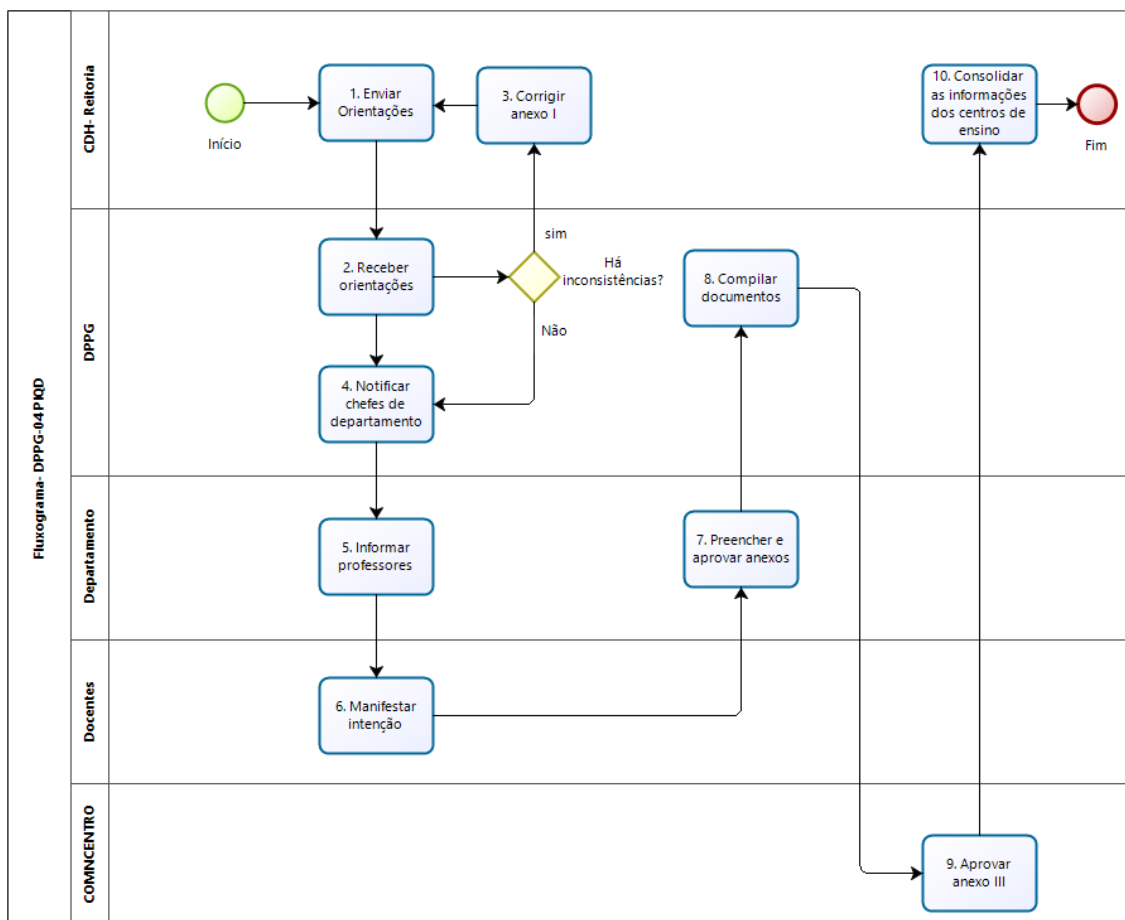 Fluxograma- DPPG-04PIQD
CDH- Reitoria
Início
1. Enviar
Orientações
3. Corrigir
anexo I
10. Consolidar
as informações
dos centros de
ensino
Fim
DPPG
2. Receber
orientações
sim
Há
inconsistências?
Não
8. Compilar
documentos
4. Notificar
chefes de
departamento
Departamento
5. Informar
professores
7. Preencher e
aprovar anexos
Docentes
6. Manifestar
intenção
COMNCENTRO
9. Aprovar
anexo III